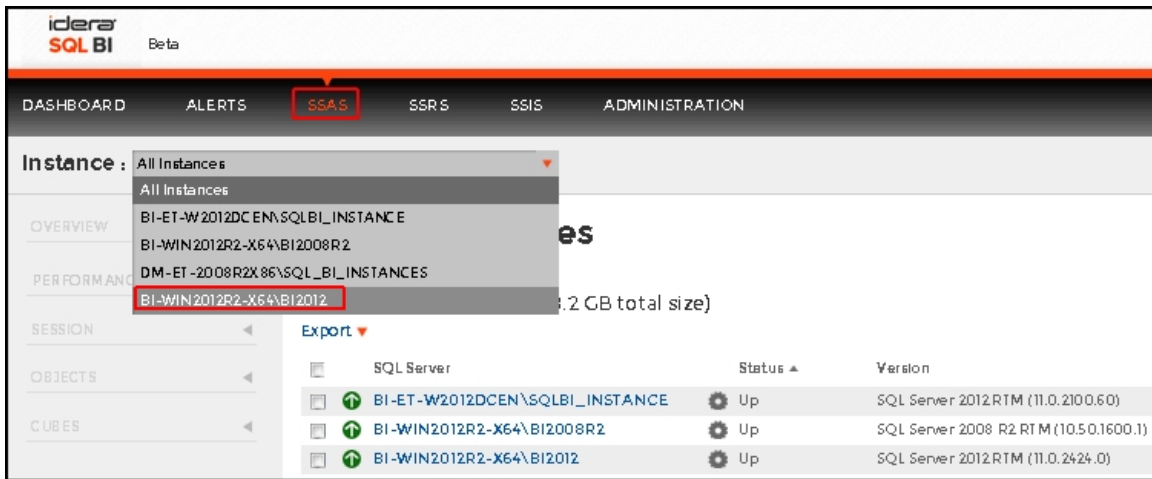 idera
SQL BI Beta
DASHBOARD ALERTS SSAS SSRS SSIS ADMINISTRATION
Instance : All Instances
All Instances
BI-ET-W2012DCEN\SQLBI_INSTANCE
BI-WIN2012R2-X64\BI2008R2
DM-ET-2008R2X86\SQL_BI_INSTANCES
BI-WIN2012R2-X64\BI2012
OVERVIEW
PERFORMANC
SESSION
OBJECTS
CUBES
es
.2 GB total size)
Export
SQL Server Status Version
BI-ET-W2012DCEN\SQLBI_INSTANCE Up SQL Server 2012 RTM (11.0.2100.60)
BI-WIN2012R2-X64\BI2008R2 Up SQL Server 2008 R2 RTM (10.50.1600.1)
BI-WIN2012R2-X64\BI2012 Up SQL Server 2012 RTM (11.0.2424.0)